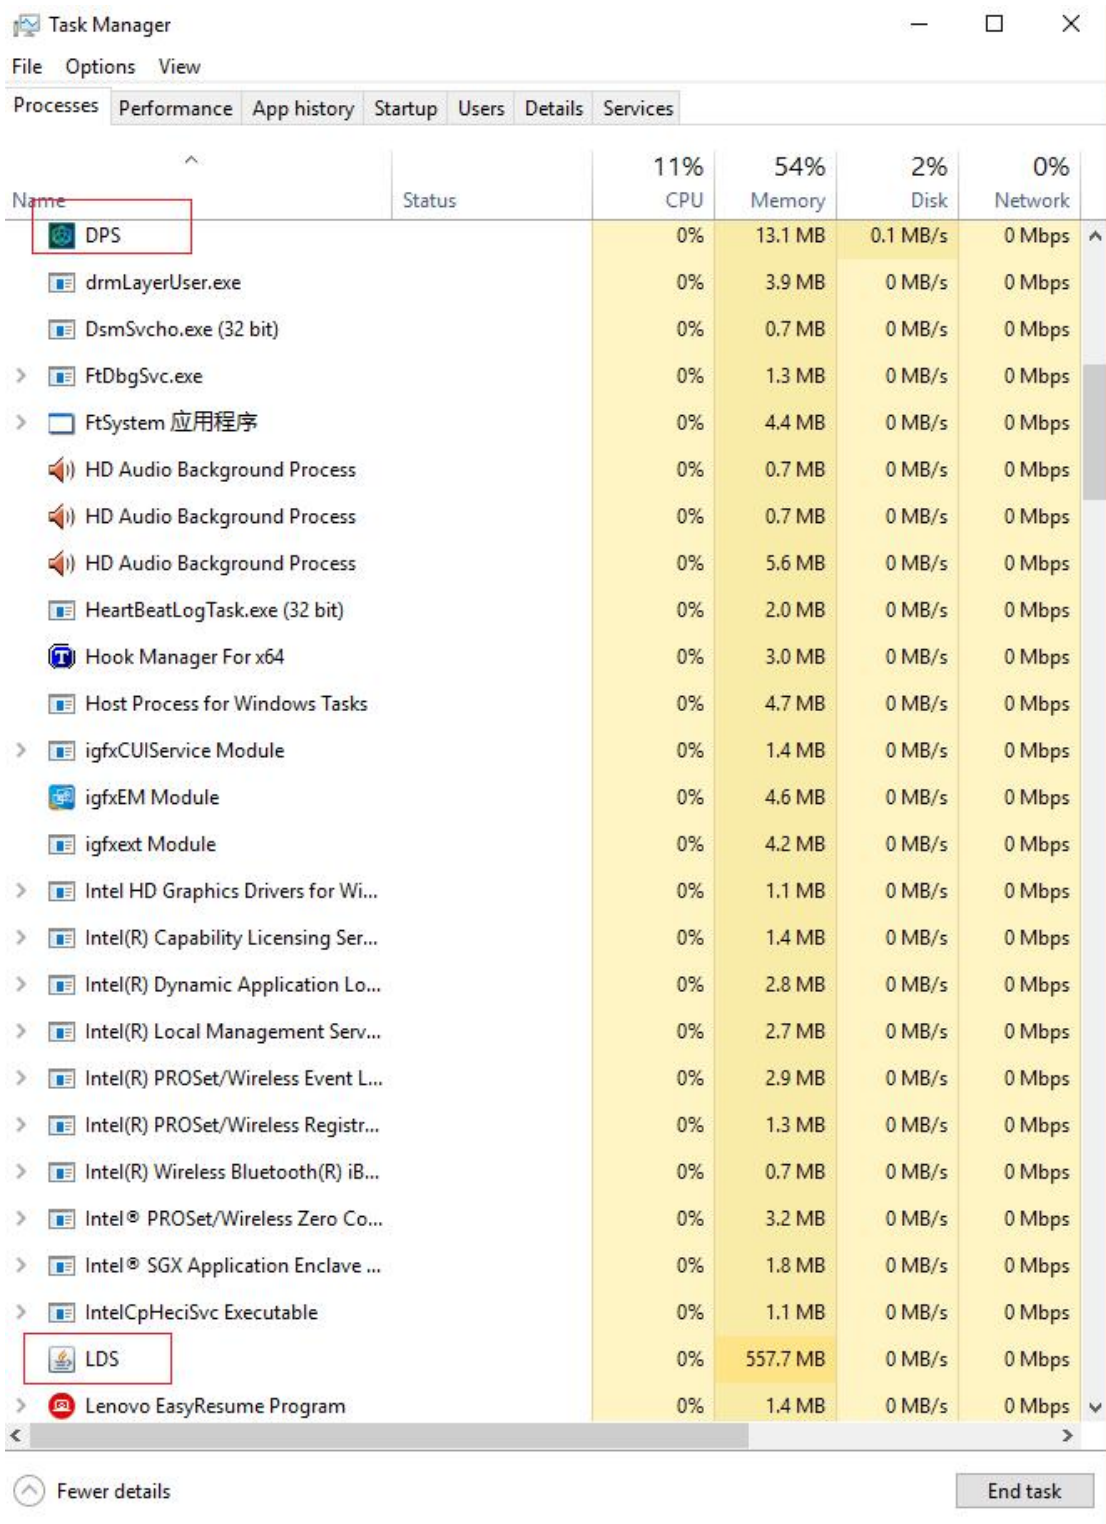 Task Manager
File Options View
Processes Performance App history Startup Users Details Services
11% 54% 2% 0%
Name Status CPU Memory Disk Network
DPS 0% 13.1 MB 0.1 MB/s 0 Mbps
drmLayerUser.exe 0% 3.9 MB 0 MB/s 0 Mbps
DsmSvcho.exe (32 bit) 0% 0.7 MB 0 MB/s 0 Mbps
FtDbgSvc.exe 0% 1.3 MB 0 MB/s 0 Mbps
FtSystem 应用程序 0% 4.4 MB 0 MB/s 0 Mbps
HD Audio Background Process 0% 0.7 MB 0 MB/s 0 Mbps
HD Audio Background Process 0% 0.7 MB 0 MB/s 0 Mbps
HD Audio Background Process 0% 5.6 MB 0 MB/s 0 Mbps
HeartBeatLogTask.exe (32 bit) 0% 2.0 MB 0 MB/s 0 Mbps
Hook Manager For x64 0% 3.0 MB 0 MB/s 0 Mbps
Host Process for Windows Tasks 0% 4.7 MB 0 MB/s 0 Mbps
igfxCUIService Module 0% 1.4 MB 0 MB/s 0 Mbps
igfxEM Module 0% 4.6 MB 0 MB/s 0 Mbps
igfxext Module 0% 4.2 MB 0 MB/s 0 Mbps
Intel HD Graphics Drivers for Wi... 0% 1.1 MB 0 MB/s 0 Mbps
Intel(R) Capability Licensing Ser... 0% 1.4 MB 0 MB/s 0 Mbps
Intel(R) Dynamic Application Lo... 0% 2.8 MB 0 MB/s 0 Mbps
Intel(R) Local Management Serv... 0% 2.7 MB 0 MB/s 0 Mbps
Intel(R) PROSet/Wireless Event L... 0% 2.9 MB 0 MB/s 0 Mbps
Intel(R) PROSet/Wireless Registr... 0% 1.3 MB 0 MB/s 0 Mbps
Intel(R) Wireless Bluetooth(R) iB... 0% 0.7 MB 0 MB/s 0 Mbps
Intel® PROSet/Wireless Zero Co... 0% 3.2 MB 0 MB/s 0 Mbps
Intel® SGX Application Enclave ... 0% 1.8 MB 0 MB/s 0 Mbps
IntelCpHeciSvc Executable 0% 1.1 MB 0 MB/s 0 Mbps
LDS 0% 557.7 MB 0 MB/s 0 Mbps
Lenovo EasyResume Program 0% 1.4 MB 0 MB/s 0 Mbps
Fewer details End task